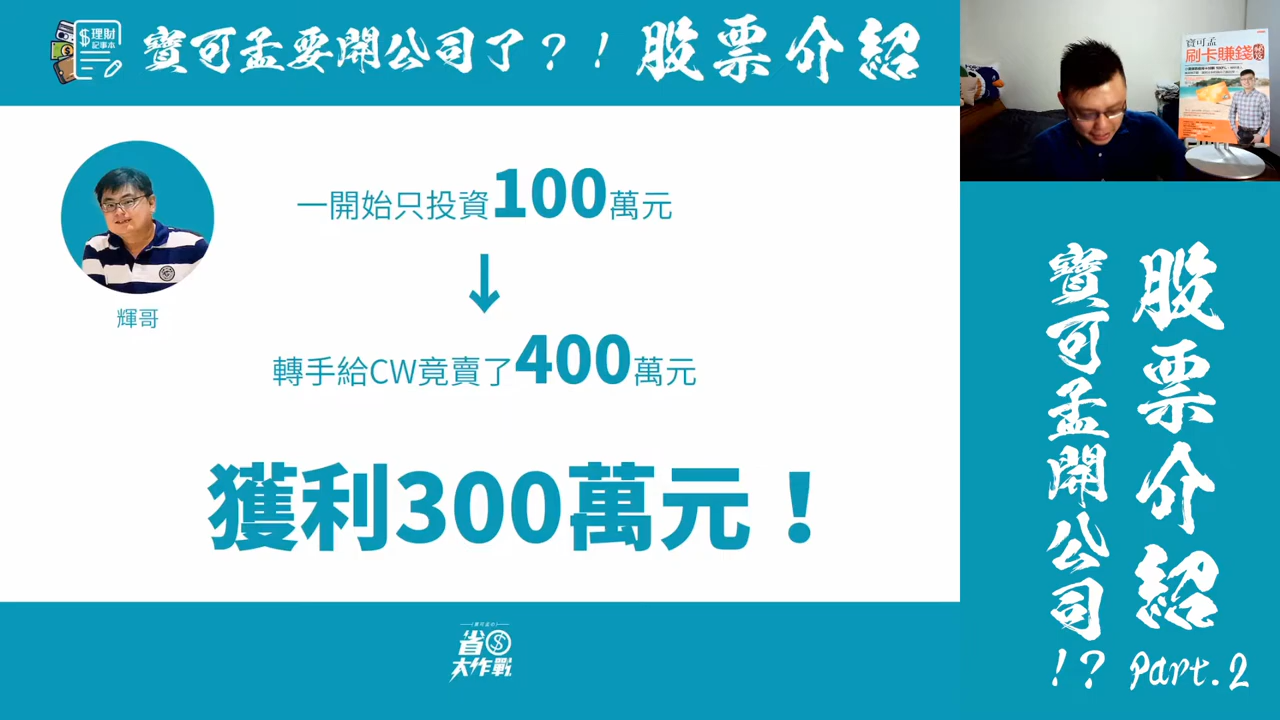 $理財
記事本
寶可孟要開公司了？！股票介紹
寶可孟
刷卡賺錢
輝哥
一開始只投資100萬元
↓
轉手給CW竟賣了400萬元
獲利300萬元！
股票介紹
Part.2
寶可孟開公司！？
省$
大作戰